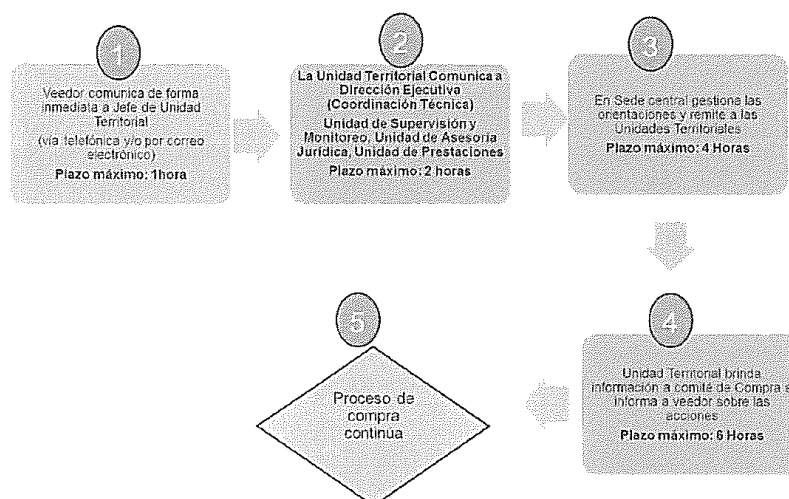 1
Veedor comunica de forma
inmediata a Jefe de Unidad
Territorial
(vía telefónica y/o por correo
electrónico)
Plazo máximo: 1hora
2
La Unidad Territorial Comunica a
Dirección Ejecutiva
(Coordinación Técnica)
Unidad de Supervisión y
Monitoreo, Unidad de Asesoría
Jurídica, Unidad de Prestaciones
Plazo máximo: 2 horas
3
En Sede central gestiona las
orientaciones y remite a las
Unidades Territoriales
Plazo máximo: 4 Horas
4
Unidad Territorial brinda
información a comité de Compra e
informa a veedor sobre las
acciones
Plazo máximo: 6 Horas
5
Proceso de
compra
continua